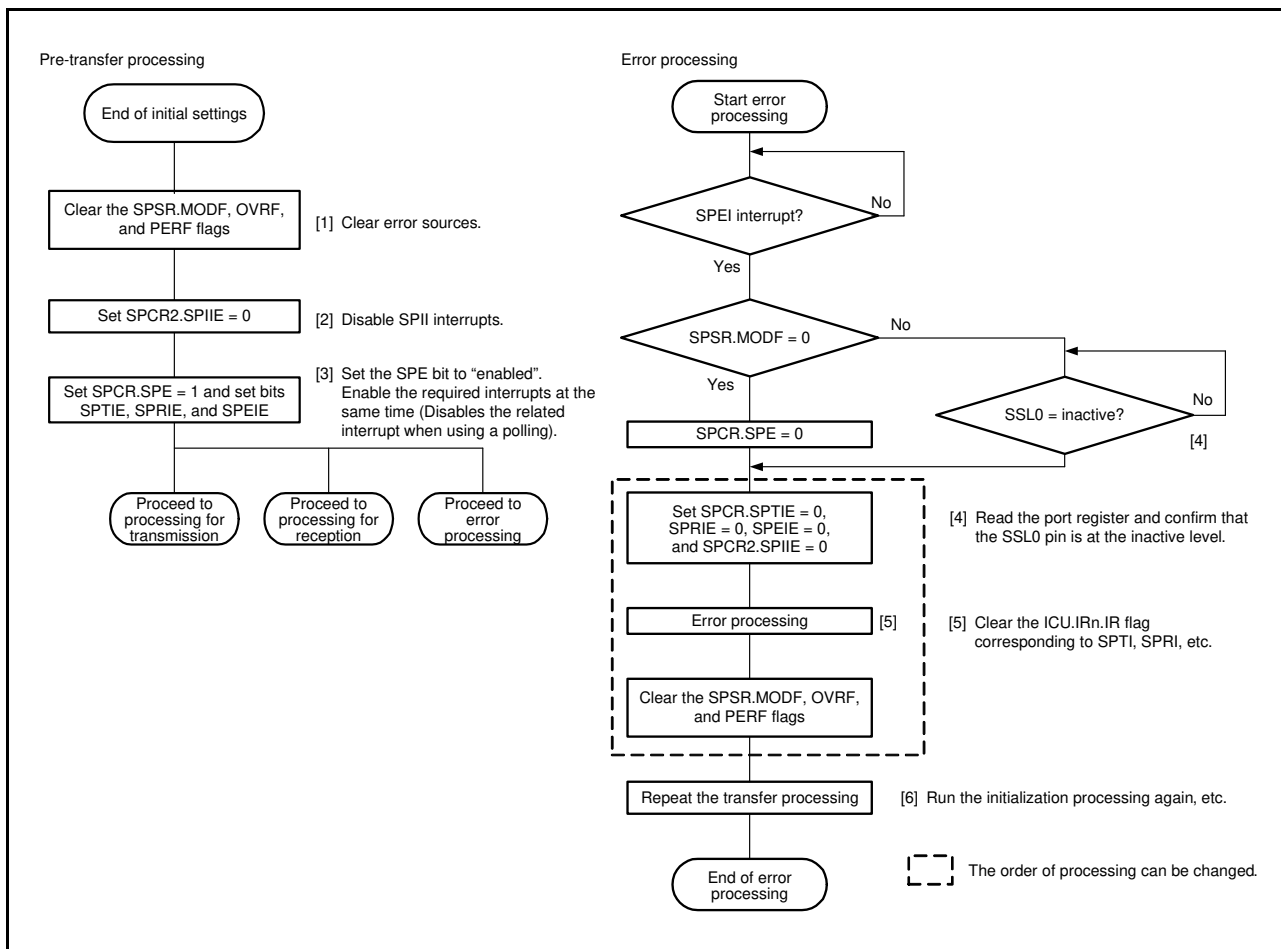 Pre-transfer processing
End of initial settings
Clear the SPSR.MODF, OVRF,
and PERF flags
[1] Clear error sources.
Set SPCR2.SPIIE = 0
[2] Disable SPII interrupts.
Set SPCR.SPE = 1 and set bits
SPTIE, SPRIE, and SPEIE
[3] Set the SPE bit to “enabled”.
Enable the required interrupts at the
same time (Disables the related
interrupt when using a polling).
Proceed to
processing for
transmission
Proceed to
processing for
reception
Proceed to
error
processing
Error processing
Start error
processing
SPEI interrupt?
No
Yes
SPSR.MODF = 0
No
Yes
SSL0 = inactive?
No
[4]
SPCR.SPE = 0
Set SPCR.SPTIE = 0,
SPRIE = 0, SPEIE = 0,
and SPCR2.SPIIE = 0
[4] Read the port register and confirm that
the SSL0 pin is at the inactive level.
Error processing
[5]
[5] Clear the ICU.IRn.IR flag
corresponding to SPTI, SPRI, etc.
Clear the SPSR.MODF, OVRF,
and PERF flags
Repeat the transfer processing
[6] Run the initialization processing again, etc.
End of error
processing
The order of processing can be changed.